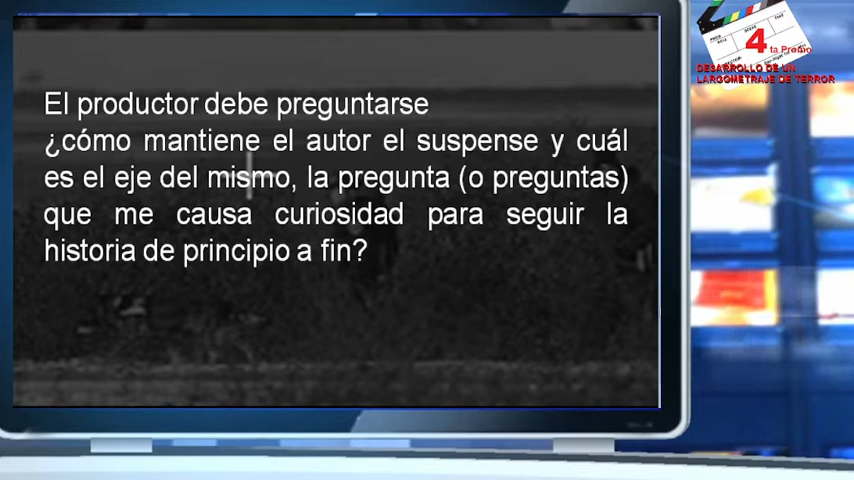 El productor debe preguntarse
¿cómo mantiene el autor el suspense y cuál
es el eje del mismo, la pregunta (o preguntas)
que me causa curiosidad para seguir la
historia de principio a fin?
4 ta Promo
DESARROLLO DE UN
LARGOMETRAJE DE TERROR